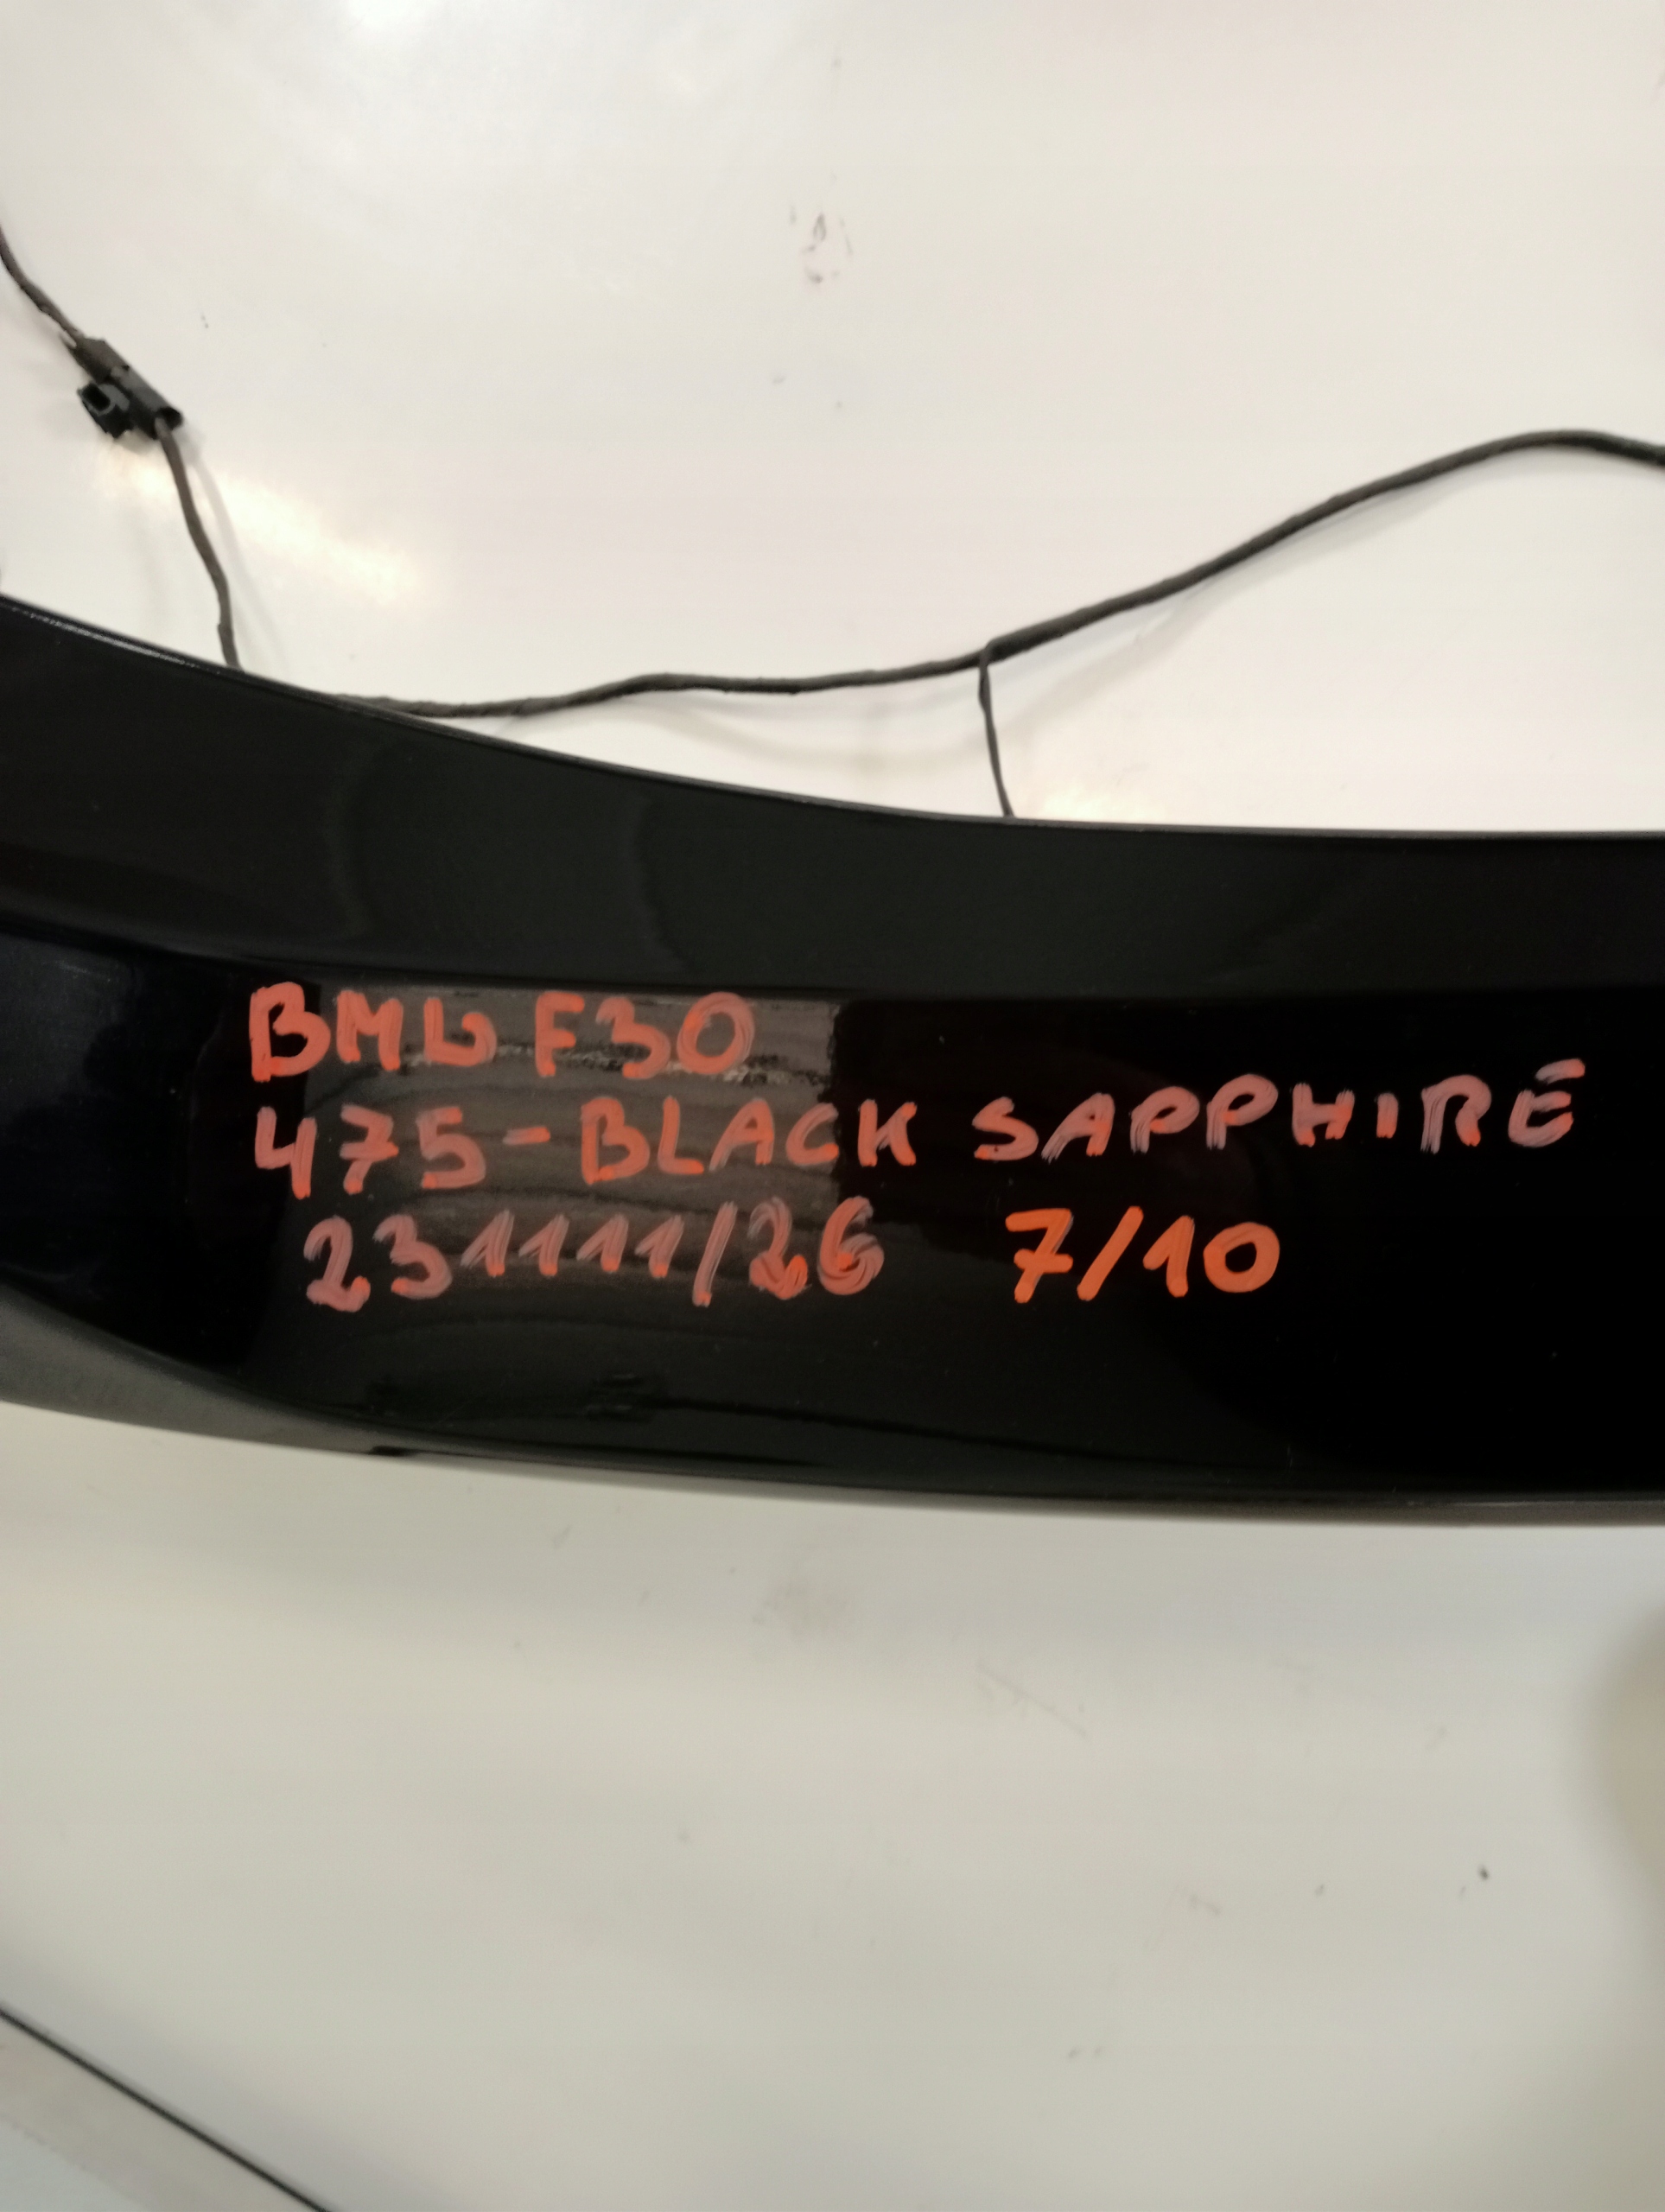 BMW F30
475-BLACK SAPPHIRE
231111/26 7/10